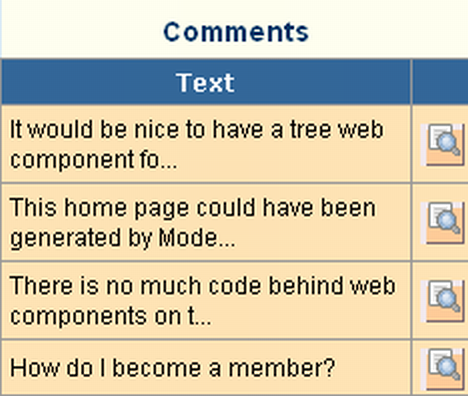 Comments
Text
It would be nice to have a tree web
component fo...
This home page could have been
generated by Mode...
There is no much code behind web
components on t...
How do I become a member?